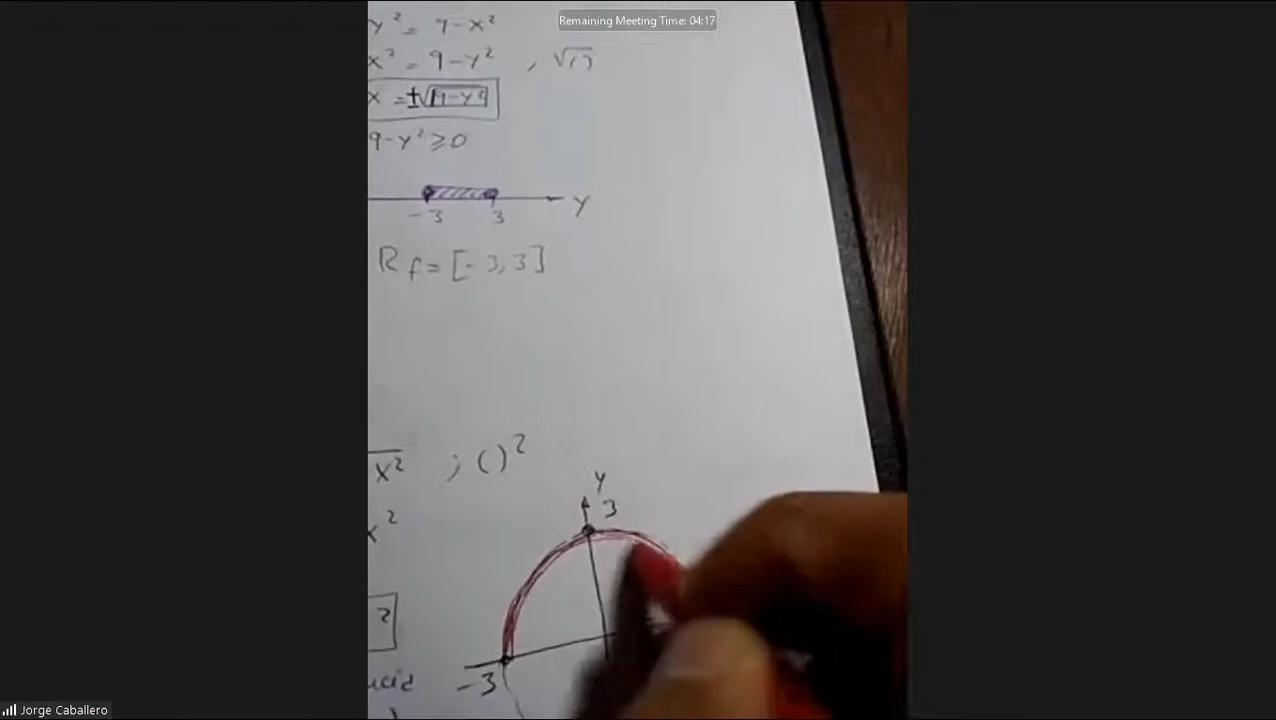 Remaining Meeting Time: 04:17
y² = 9-x²
x² = 9-y² , √()
x = ±√9-y²
9-y² ≥ 0
-3 3 y
Rf = [-3, 3]
x² ; ()²
y
3
x²
2
-3
Jorge Caballero